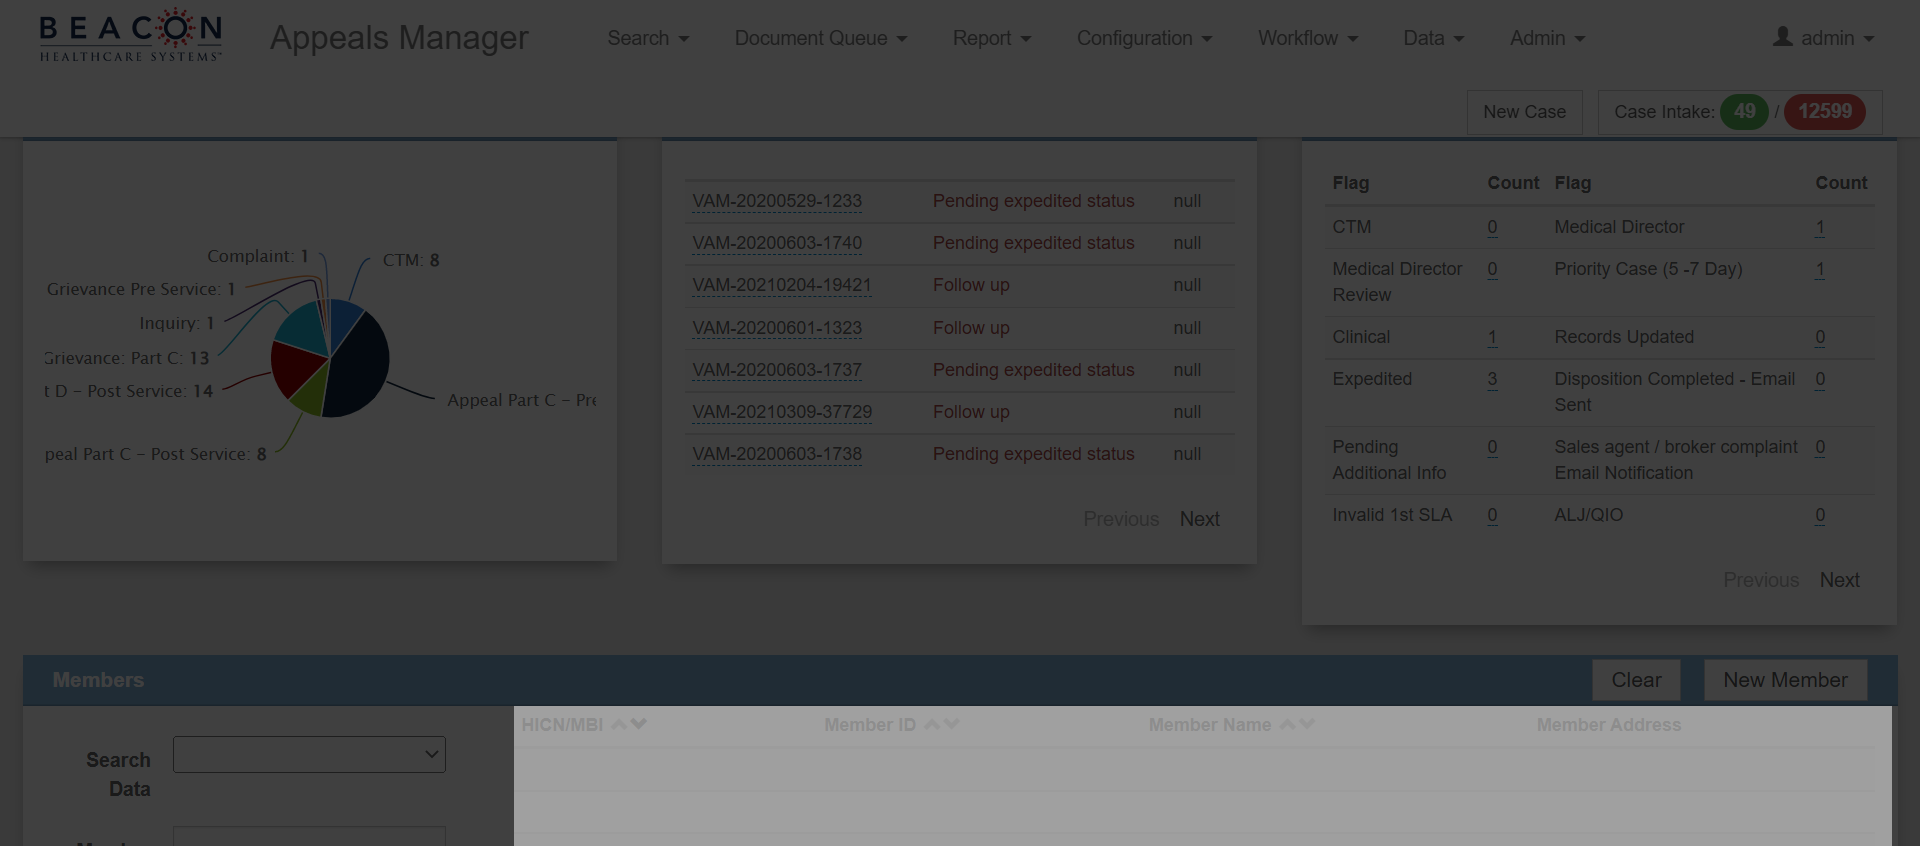 BEACON
HEALTHCARE SYSTEMS
Appeals Manager
Search
Document Queue
Report
Configuration
Workflow
Data
Admin
admin
New Case
Case Intake: 49 / 12599
Complaint: 1
CTM: 8
Grievance Pre Service: 1
Inquiry: 1
Grievance: Part C: 13
t D – Post Service: 14
Appeal Part C – Pre
peal Part C – Post Service: 8
VAM-20200529-1233 Pending expedited status null
VAM-20200603-1740 Pending expedited status null
VAM-20210204-19421 Follow up null
VAM-20200601-1323 Follow up null
VAM-20200603-1737 Pending expedited status null
VAM-20210309-37729 Follow up null
VAM-20200603-1738 Pending expedited status null
Previous Next
Flag Count Flag Count
CTM 0 Medical Director 1
Medical Director 0 Priority Case (5 -7 Day) 1
Review
Clinical 1 Records Updated 0
Expedited 3 Disposition Completed - Email 0
Sent
Pending 0 Sales agent / broker complaint 0
Additional Info Email Notification
Invalid 1st SLA 0 ALJ/QIO 0
Previous Next
Members
Clear
New Member
HICN/MBI Member ID Member Name Member Address
Search
Data